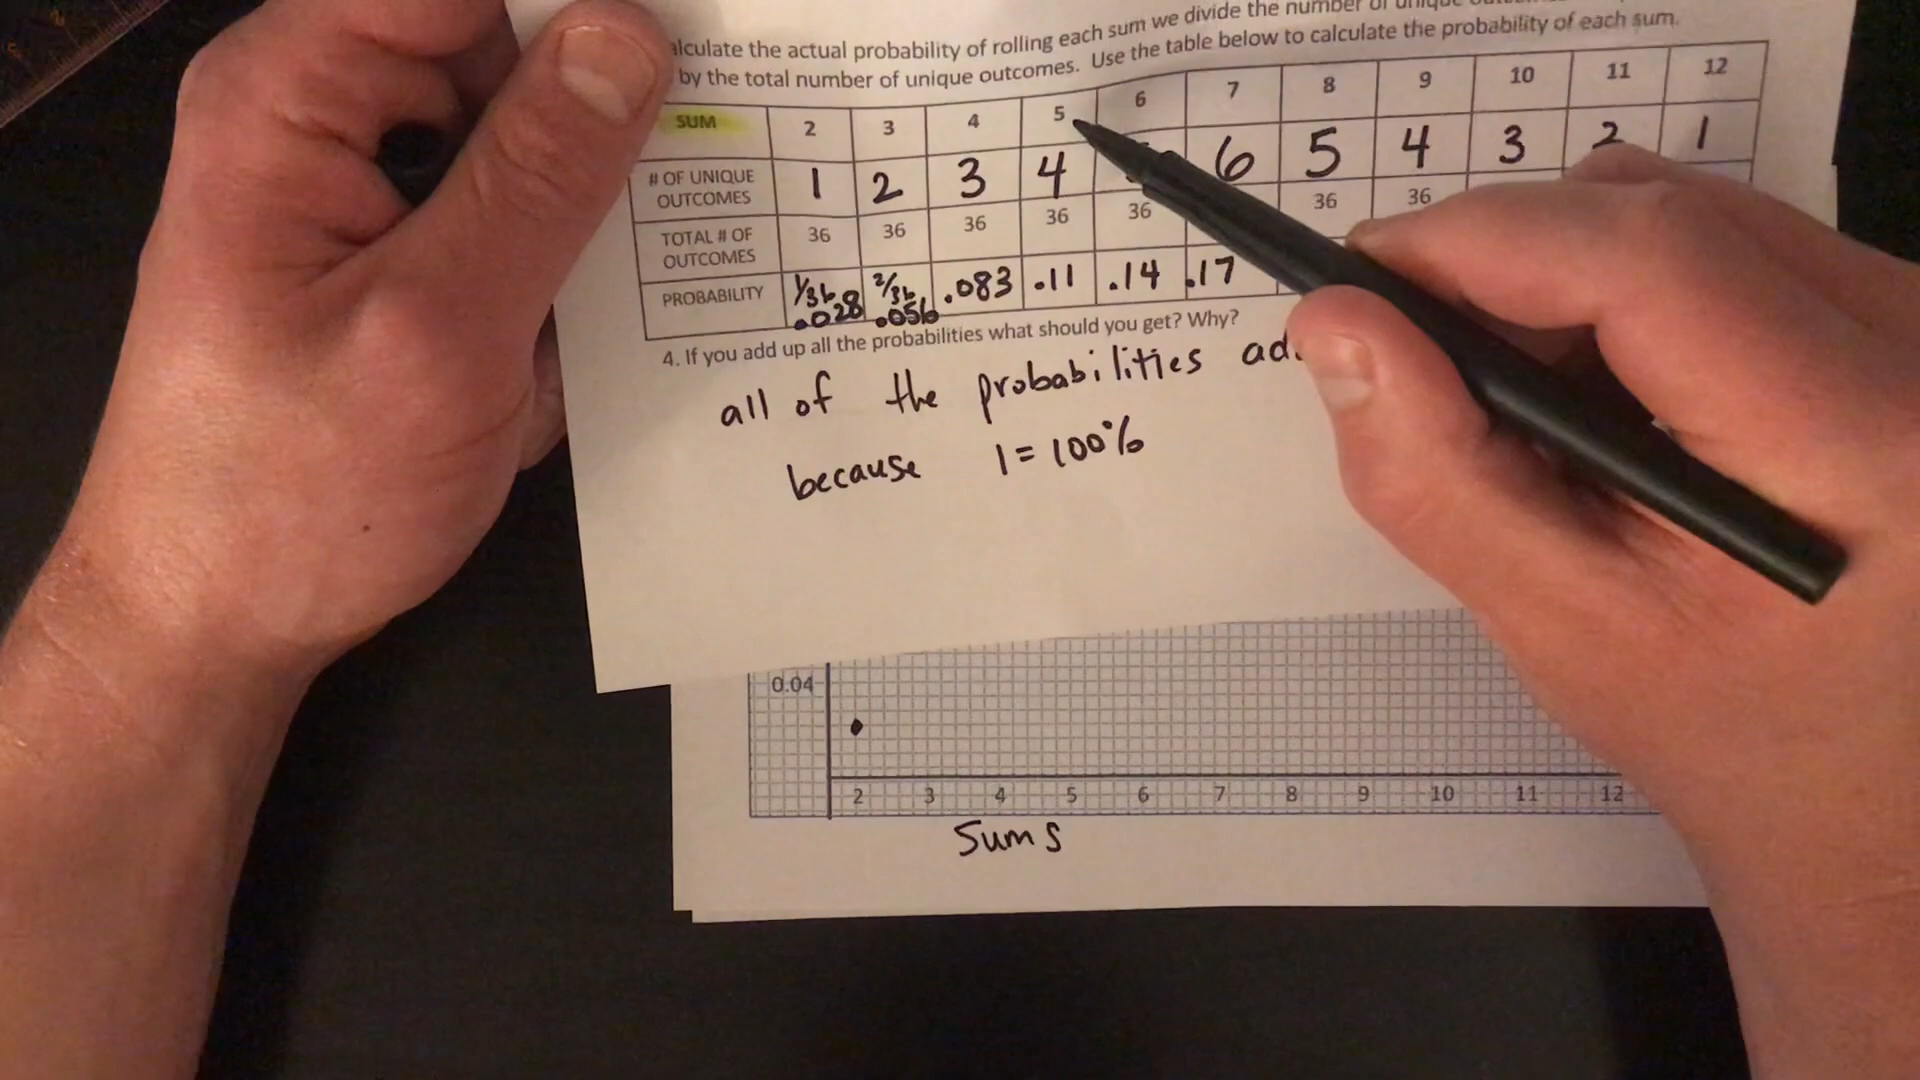 alculate the actual probability of rolling each sum we divide the number of unique
by the total number of unique outcomes. Use the table below to calculate the probability of each sum.
SUM 2 3 4 5 6 7 8 9 10 11 12
# OF UNIQUE OUTCOMES 1 2 3 4 6 5 4 3 2 1
TOTAL # OF OUTCOMES 36 36 36 36 36 36 36
PROBABILITY 1/36 .028 2/36 .056 .083 .11 .14 .17
4. If you add up all the probabilities what should you get? Why?
all of the probabilities ad
because 1 = 100%
0.04
2 3 4 5 6 7 8 9 10 11 12
Sums